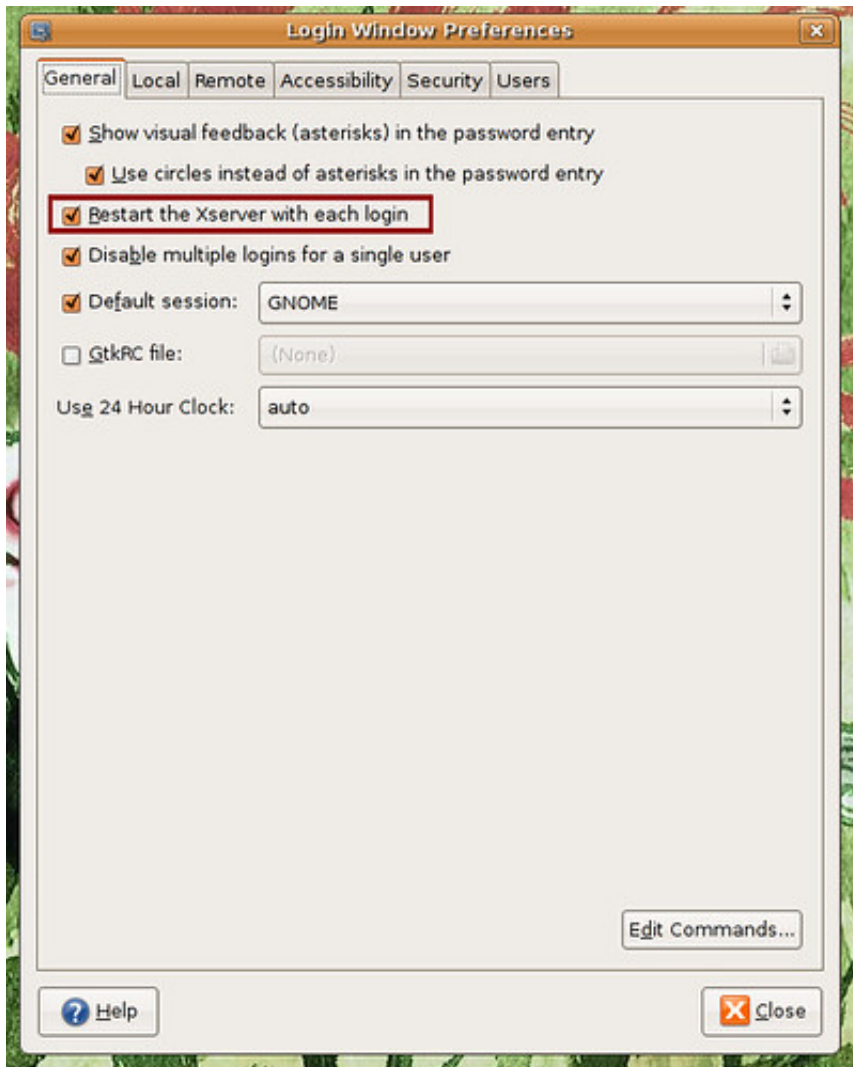 Login Window Preferences
General Local Remote Accessibility Security Users
Show visual feedback (asterisks) in the password entry
Use circles instead of asterisks in the password entry
Restart the Xserver with each login
Disable multiple logins for a single user
Default session: GNOME
GtkRC file: (None)
Use 24 Hour Clock: auto
Edit Commands...
Help Close